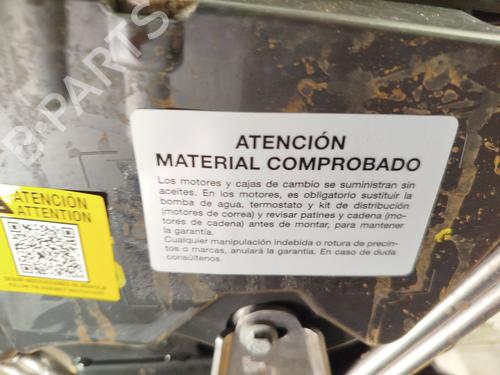 ATENCIÓN
MATERIAL COMPROBADO
Los motores y cajas de cambio se suministran sin
aceites. En los motores, es obligatorio sustituir la
bomba de agua, termostato y kit de distribución
(motores de correa) y revisar patines y cadena (mo-
tores de cadena) antes de montar, para mantener
la garantía.
Cualquier manipulación indebida o rotura de precin-
tos o marcas, anulará la garantía. En caso de duda
consúltenos.
ATENCIÓN
ATTENTION
B-PARTS